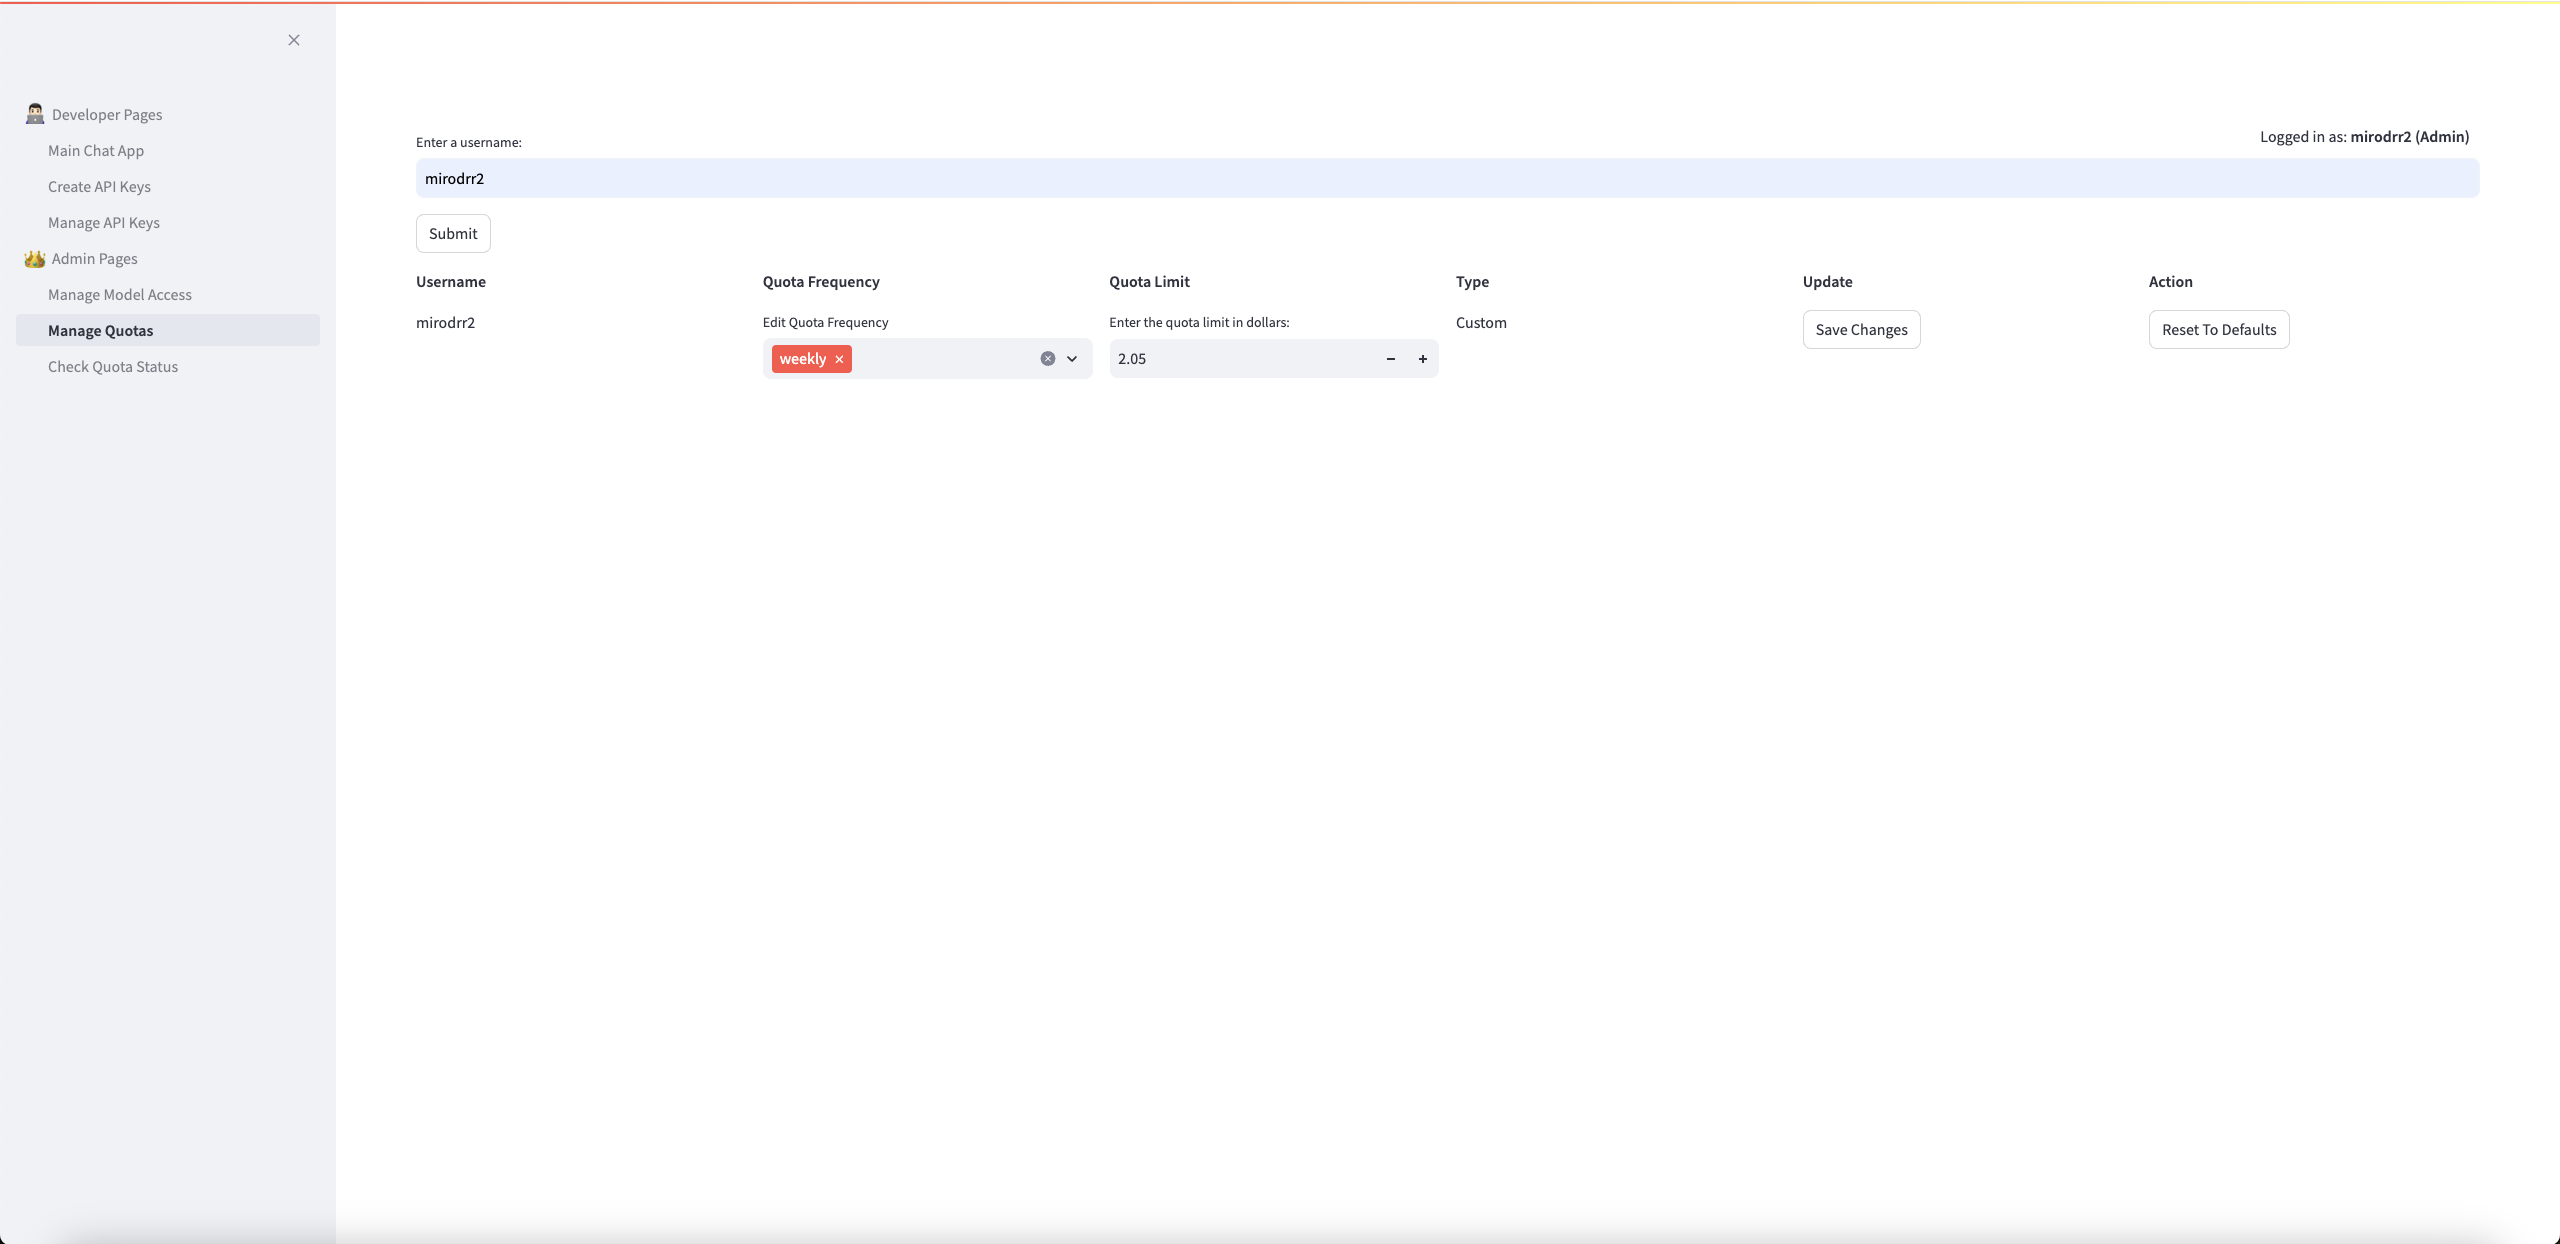 Developer Pages
Main Chat App
Create API Keys
Manage API Keys
Admin Pages
Manage Model Access
Manage Quotas
Check Quota Status
Logged in as: mirodrr2 (Admin)
Enter a username:
mirodrr2
Submit
Username Quota Frequency Quota Limit Type Update Action
mirodrr2 Edit Quota Frequency Enter the quota limit in dollars: Custom Save Changes Reset To Defaults
weekly 2.05